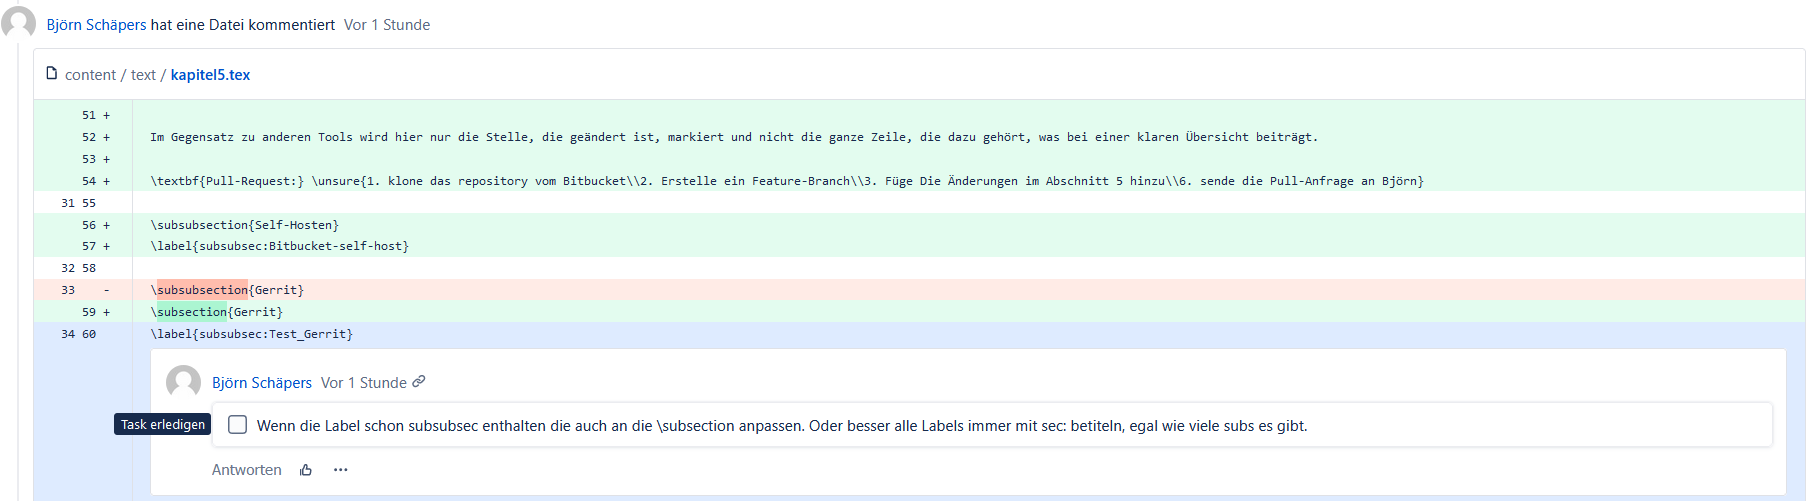 Björn Schäpers hat eine Datei kommentiert Vor 1 Stunde
content / text / kapitel5.tex
51 +
52 + Im Gegensatz zu anderen Tools wird hier nur die Stelle, die geändert ist, markiert und nicht die ganze Zeile, die dazu gehört, was bei einer klaren Übersicht beiträgt.
53 +
54 + \textbf{Pull-Request:} \unsure{1. klone das repository vom Bitbucket\\2. Erstelle ein Feature-Branch\\3. Füge Die Änderungen im Abschnitt 5 hinzu\\6. sende die Pull-Anfrage an Björn}
31 55
56 + \subsubsection{Self-Hosten}
57 + \label{subsubsec:Bitbucket-self-host}
32 58
33 - \subsubsection{Gerrit}
59 + \subsection{Gerrit}
34 60 \label{subsubsec:Test_Gerrit}
Björn Schäpers Vor 1 Stunde
Task erledigen Wenn die Label schon subsubsec enthalten die auch an die \subsection anpassen. Oder besser alle Labels immer mit sec: betiteln, egal wie viele subs es gibt.
Antworten